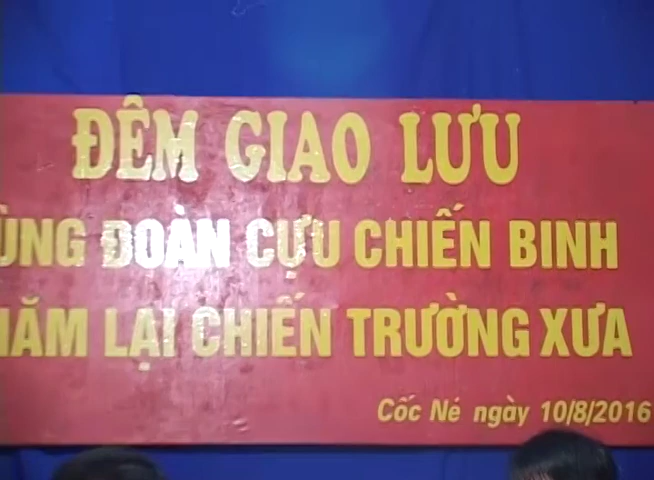 ĐÊM GIAO LƯU
ĐOÀN CỰU CHIẾN BINH
LẠI CHIẾN TRƯỜNG XƯA
Cốc Né ngày 10/8/2016